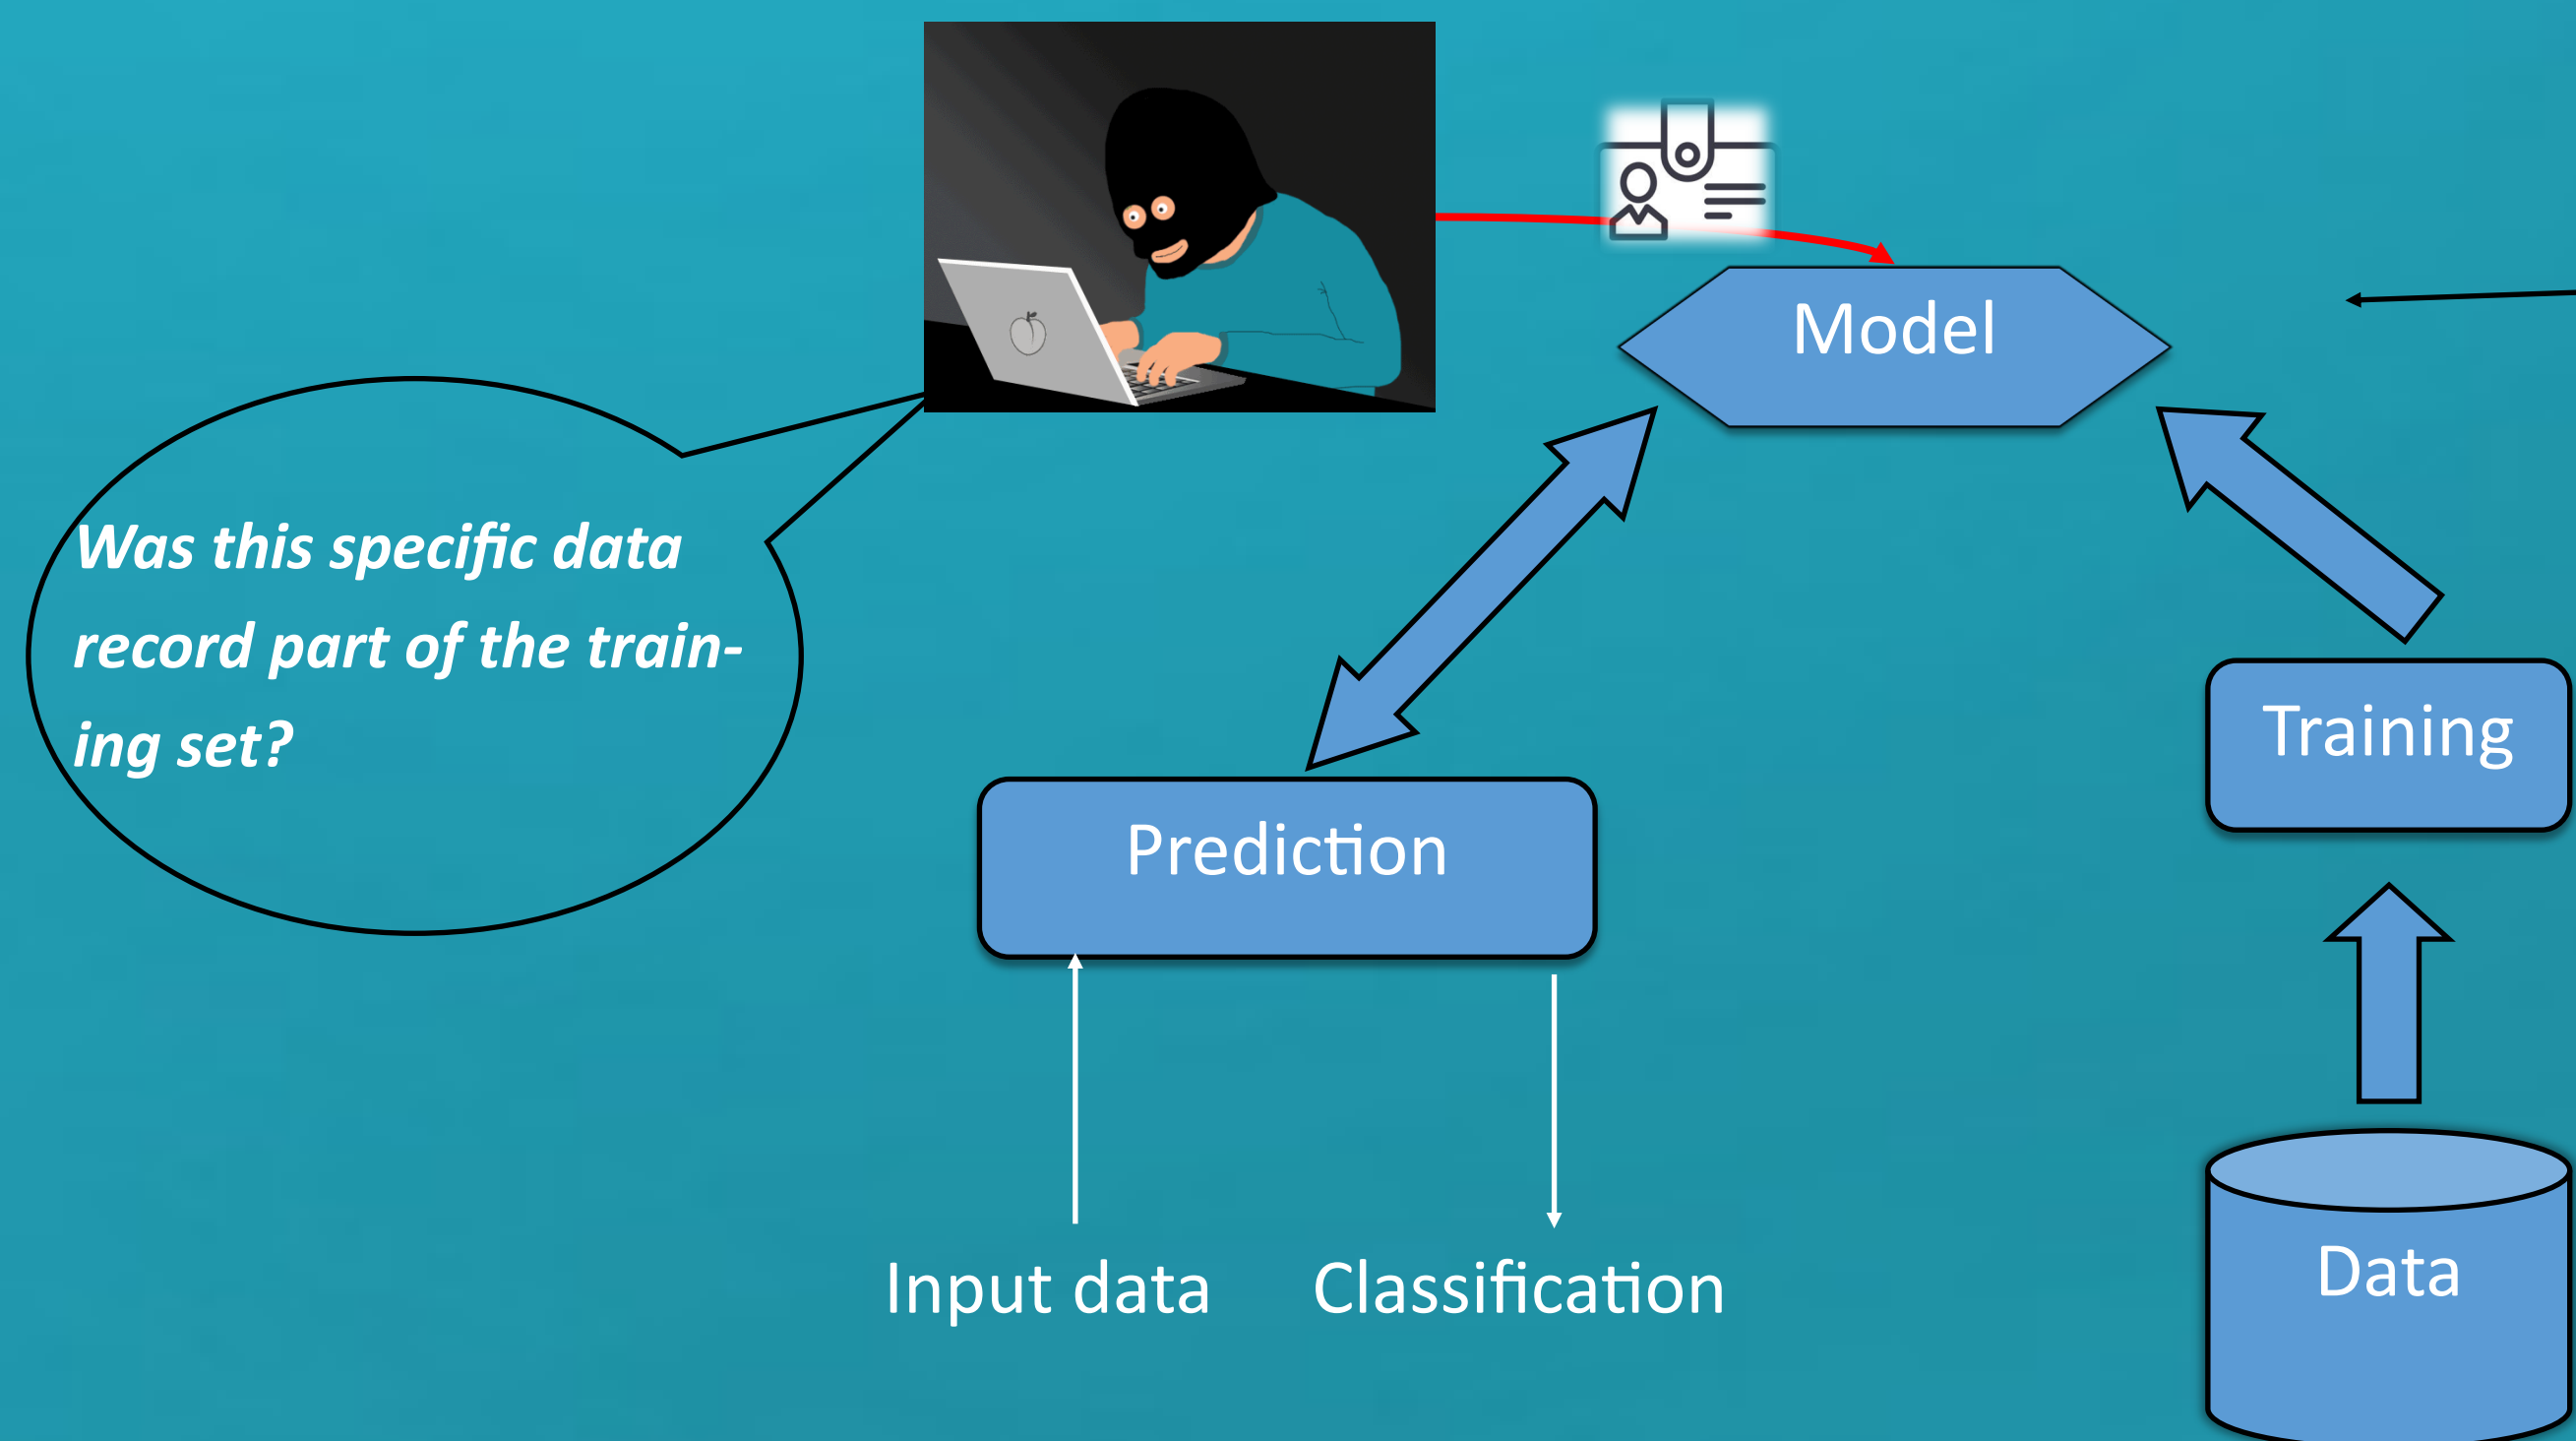 Model
Was this specific data
record part of the train-
ing set?
Training
Prediction
Input data
Classification
Data